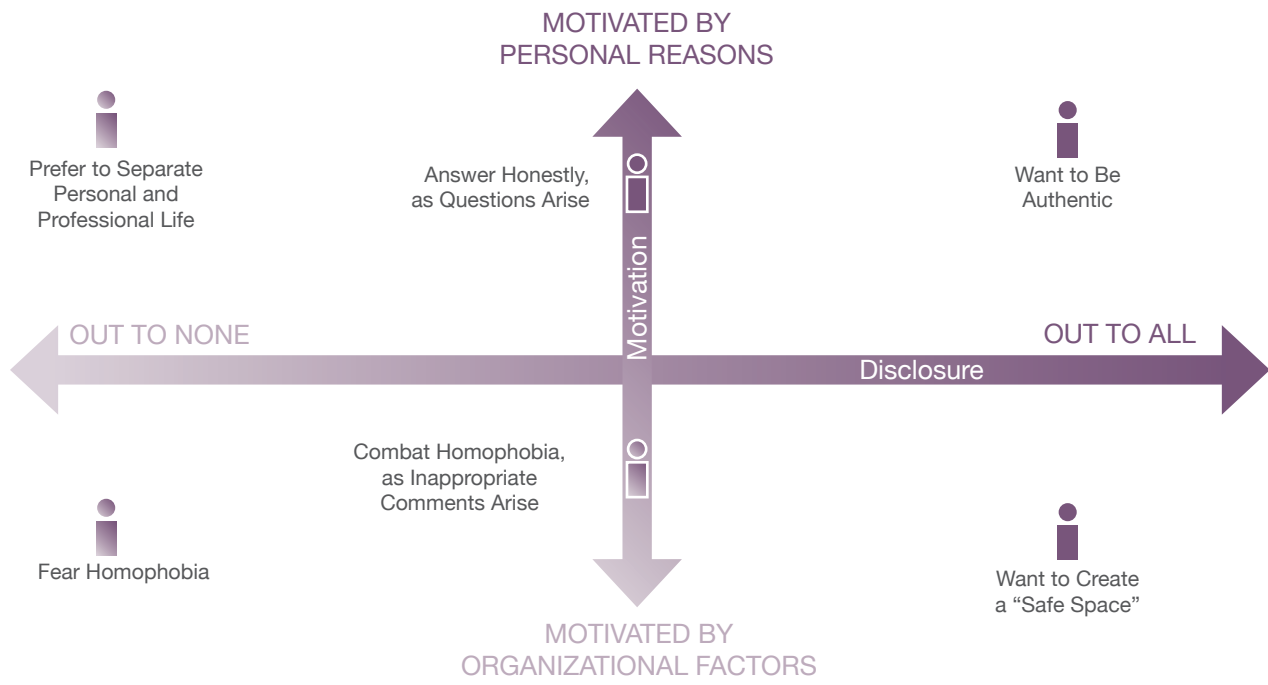 MOTIVATED BY
PERSONAL REASONS
Prefer to Separate
Personal and
Professional Life
Answer Honestly,
as Questions Arise
Want to Be
Authentic
Motivation
OUT TO NONE
OUT TO ALL
Disclosure
Combat Homophobia,
as Inappropriate
Comments Arise
Fear Homophobia
Want to Create
a “Safe Space”
MOTIVATED BY
ORGANIZATIONAL FACTORS